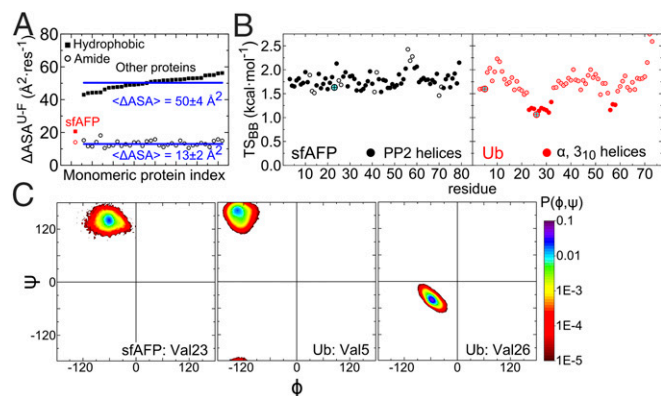 A
■ Hydrophobic
○ Amide
Other proteins
<ΔASA> = 50±4 Å²
sfAFP
<ΔASA> = 13±2 Å²
ΔASA^U-F (Å²·res⁻¹)
80
60
40
20
0
Monomeric protein index
B
TS_BB (kcal·mol⁻¹)
2.5
2.0
1.5
1.0
0.5
0
sfAFP
● PP2 helices
Ub
● α, 3₁₀ helices
0 10 20 30 40 50 60 70 80 10 20 30 40 50 60 70
residue
C
Ψ
180
120
0
-120
-180
sfAFP: Val23
Ub: Val5
Ub: Val26
-120 0 120 -120 0 120 -120 0 120
ϕ
P(ϕ,ψ)
0.1
0.01
1E-3
1E-4
1E-5